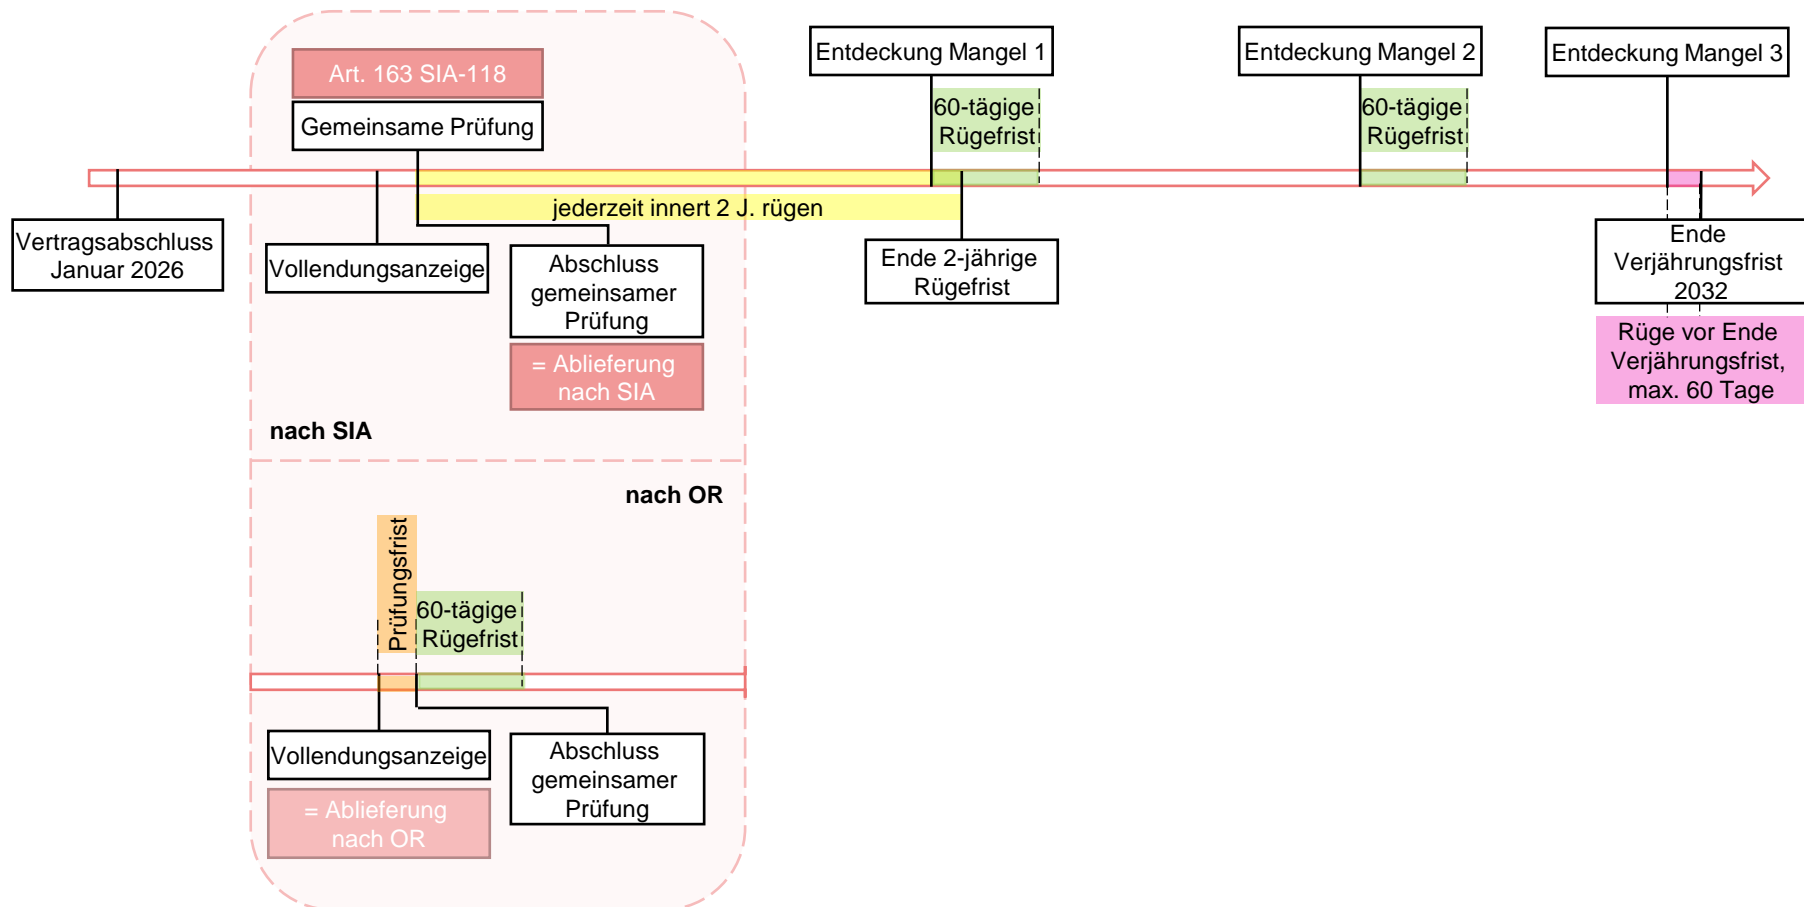 Art. 163 SIA-118
Gemeinsame Prüfung
Entdeckung Mangel 1
Entdeckung Mangel 2
Entdeckung Mangel 3
60-tägige
Rügefrist
60-tägige
Rügefrist
jederzeit innert 2 J. rügen
Vertragsabschluss
Januar 2026
Vollendungsanzeige
Abschluss
gemeinsamer
Prüfung
= Ablieferung
nach SIA
Ende 2-jährige
Rügefrist
Ende
Verjährungsfrist
2032
Rüge vor Ende
Verjährungsfrist,
max. 60 Tage
nach SIA
nach OR
Prüfungsfrist
60-tägige
Rügefrist
Vollendungsanzeige
= Ablieferung
nach OR
Abschluss
gemeinsamer
Prüfung